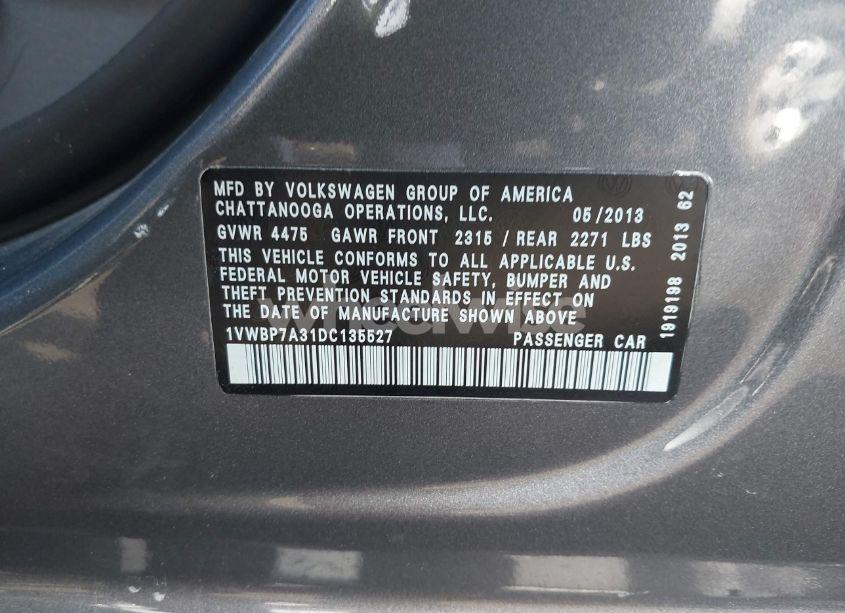 MFD BY VOLKSWAGEN GROUP OF AMERICA
CHATTANOOGA OPERATIONS, LLC. 05/2013
GVWR 4475 GAWR FRONT 2315 / REAR 2271 LBS
THIS VEHICLE CONFORMS TO ALL APPLICABLE U.S.
FEDERAL MOTOR VEHICLE SAFETY, BUMPER AND
THEFT PREVENTION STANDARDS IN EFFECT ON
THE DATE OF MANUFACTURE SHOWN ABOVE
1VWBP7A31DC135527 PASSENGER CAR
1919198 2013 62
wheelwise